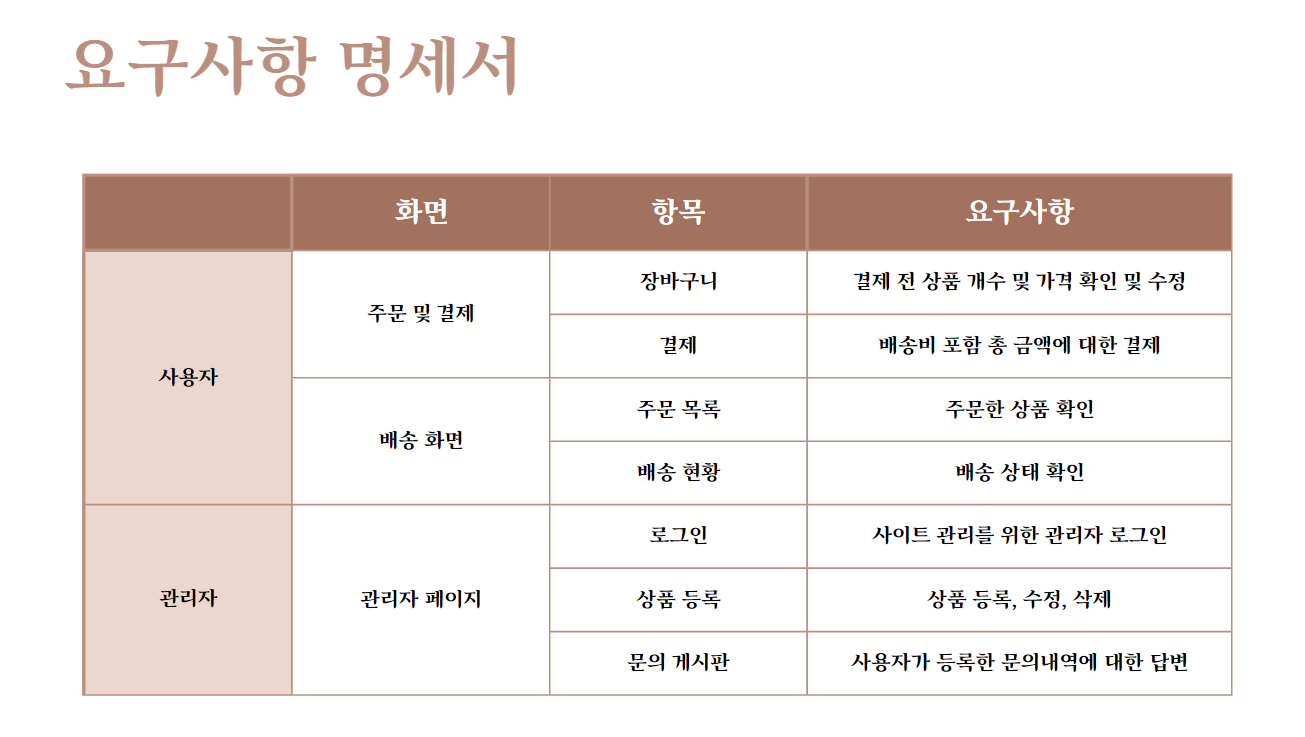 요구사항 명세서
화면 항목 요구사항
사용자 주문 및 결제 장바구니 결제 전 상품 개수 및 가격 확인 및 수정
결제 배송비 포함 총 금액에 대한 결제
배송 화면 주문 목록 주문한 상품 확인
배송 현황 배송 상태 확인
관리자 관리자 페이지 로그인 사이트 관리를 위한 관리자 로그인
상품 등록 상품 등록, 수정, 삭제
문의 게시판 사용자가 등록한 문의내역에 대한 답변